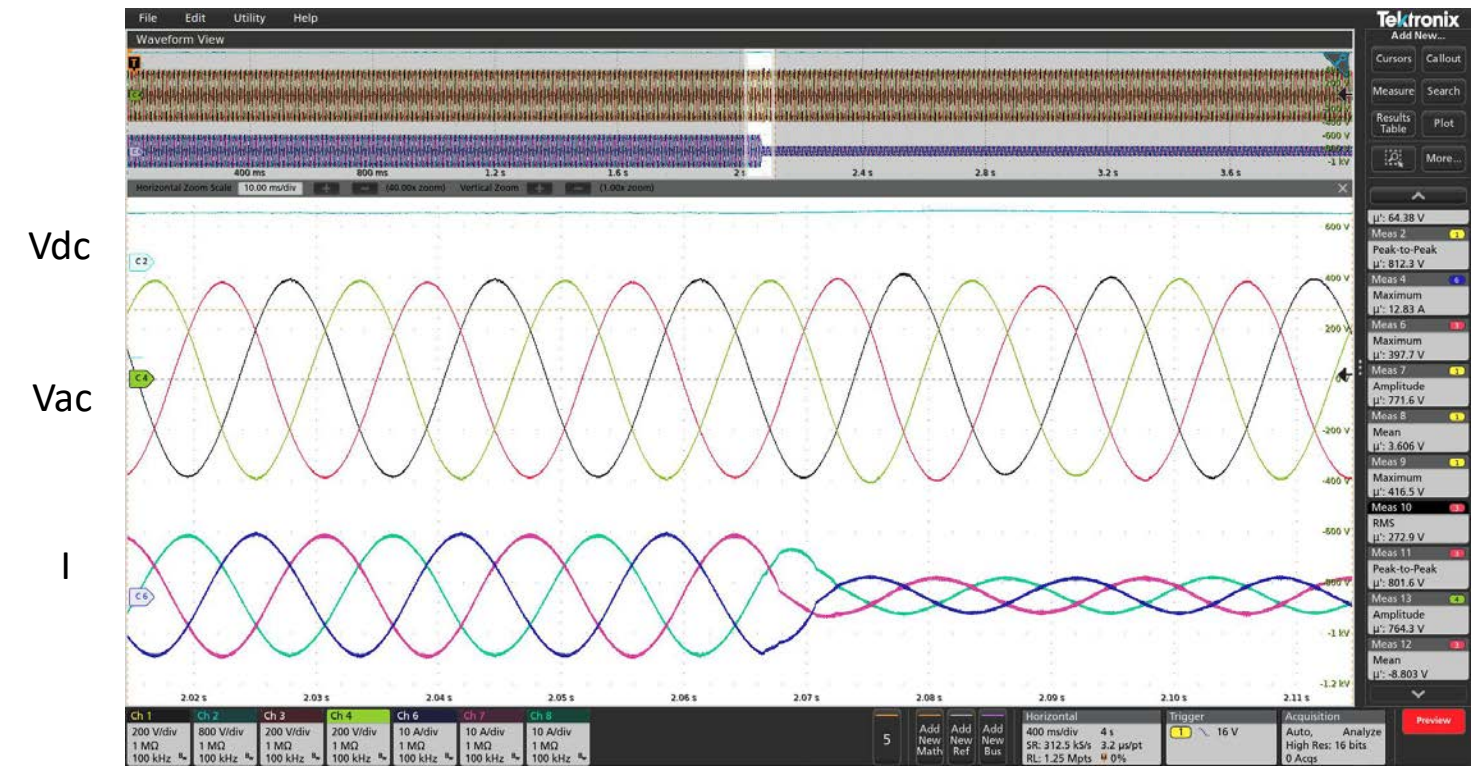 File Edit Utility Help
Tektronix
Waveform View
Add New...
Cursors Callout
Measure Search
Results Table Plot
More...
T
-600 V
-1 kV
400 ms 800 ms 1.2 s 1.6 s 2 s 2.4 s 2.8 s 3.2 s 3.6 s
Horizontal Zoom Scale 10.00 ms/div (40.00x zoom) Vertical Zoom (1.00x zoom)
Vdc
Vac
I
C2
C4
C6
600 V
400 V
200 V
-200 V
-400 V
-600 V
-800 V
-1 kV
-1.2 kV
2.02 s 2.03 s 2.04 s 2.05 s 2.06 s 2.07 s 2.08 s 2.09 s 2.10 s 2.11 s
µ': 64.38 V
Meas 2 1
Peak-to-Peak
µ': 812.3 V
Meas 4 6
Maximum
µ': 12.83 A
Meas 6 3
Maximum
µ': 397.7 V
Meas 7 1
Amplitude
µ': 771.6 V
Meas 8 1
Mean
µ': 3.606 V
Meas 9 1
Maximum
µ': 416.5 V
Meas 10 3
RMS
µ': 272.9 V
Meas 11 3
Peak-to-Peak
µ': 801.6 V
Meas 13 4
Amplitude
µ': 764.3 V
Meas 12 3
Mean
µ': -8.803 V
Ch 1
200 V/div
1 MΩ
100 kHz
Ch 2
800 V/div
1 MΩ
100 kHz
Ch 3
200 V/div
1 MΩ
100 kHz
Ch 4
200 V/div
1 MΩ
100 kHz
Ch 6
10 A/div
1 MΩ
100 kHz
Ch 7
10 A/div
1 MΩ
100 kHz
Ch 8
10 A/div
1 MΩ
100 kHz
5
Add New Math
Add New Ref
Add New Bus
Horizontal
400 ms/div 4 s
SR: 312.5 kS/s 3.2 µs/pt
RL: 1.25 Mpts 0%
Trigger
1 16 V
Acquisition
Auto, Analyze
High Res: 16 bits
0 Acqs
Preview